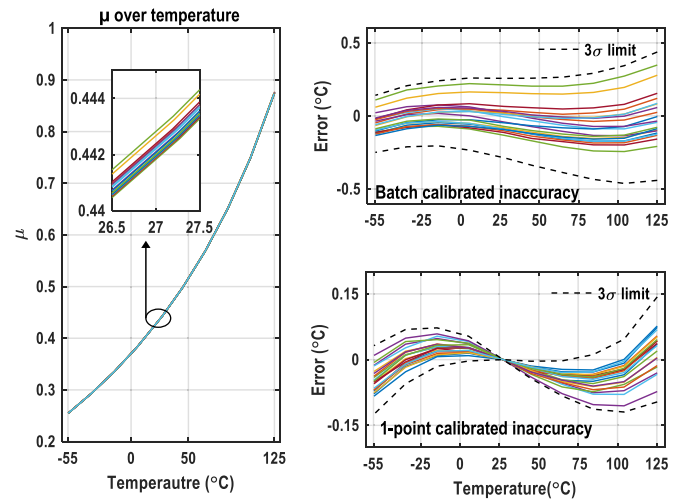 μ over temperature
1
0.9
0.8
0.7
0.6
0.5
0.4
0.3
0.2
μ
0.444
0.442
0.44
26.5 27 27.5
-55 0 50 125
Temperautre (°C)
0.5
0
-0.5
Error (°C)
3σ limit
Batch calibrated inaccuracy
-55 -25 0 25 50 75 100 125
0.15
0
-0.15
Error (°C)
3σ limit
1-point calibrated inaccuracy
-55 -25 0 25 50 75 100 125
Temperature(°C)